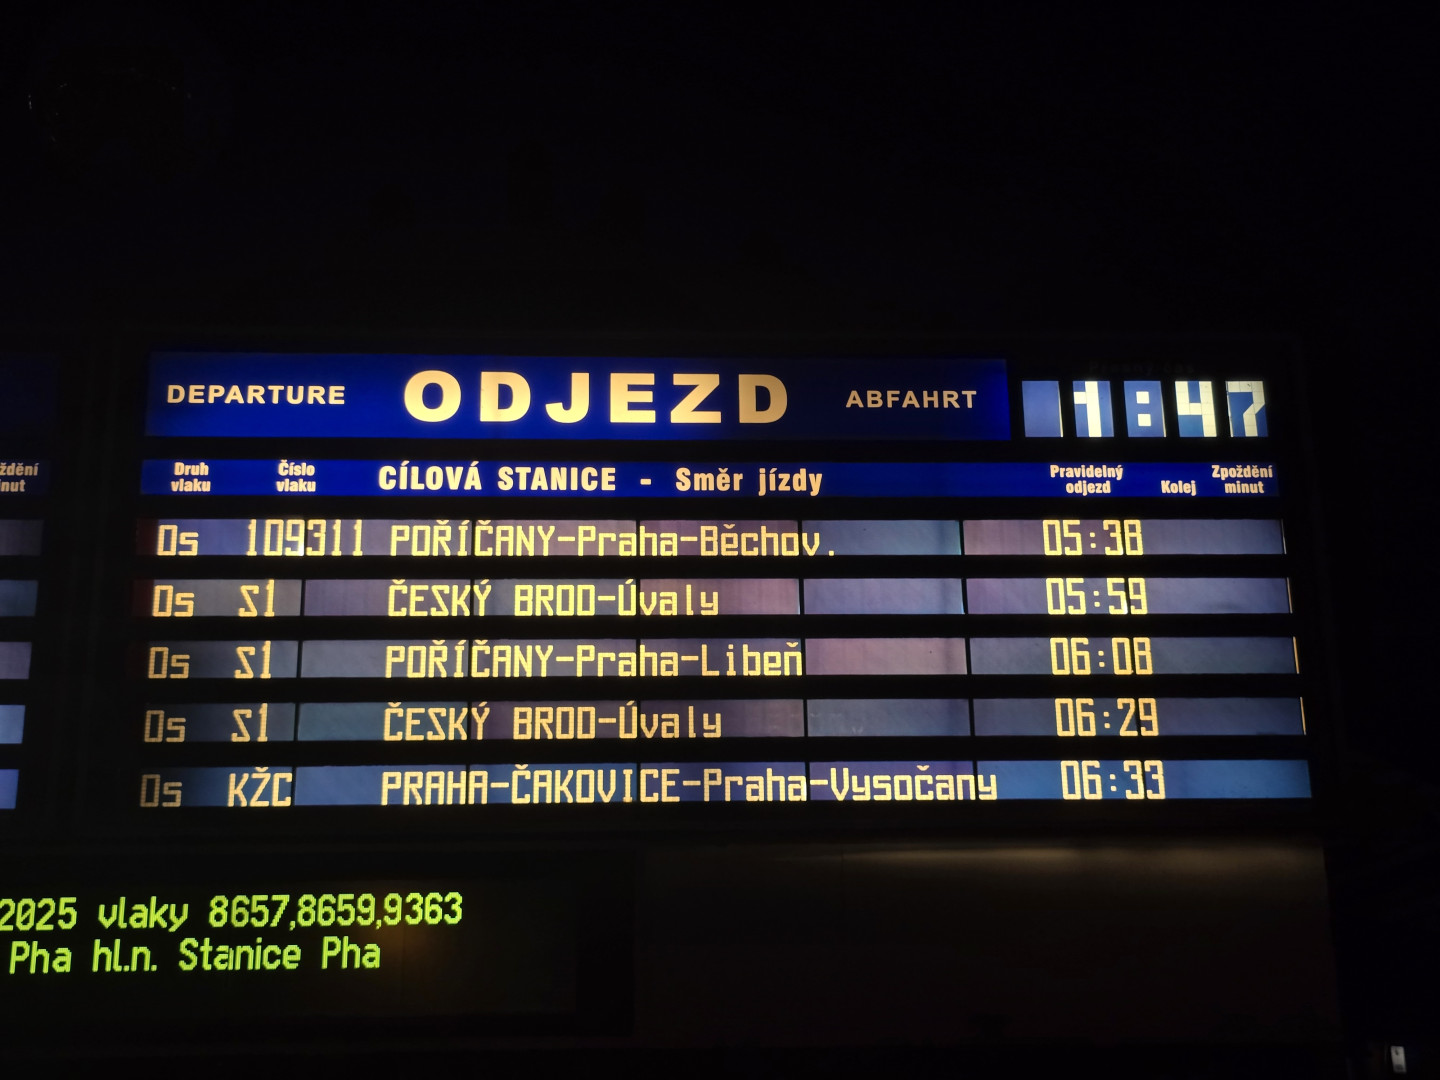 DEPARTURE ODJEZD ABFAHRT 18:47
ždění
nut
Druh vlaku Číslo vlaku CÍLOVÁ STANICE - Směr jízdy Pravidelný odjezd Kolej Zpoždění minut
Os 109311 POŘÍČANY-Praha-Běchov. 05:38
Os S1 ČESKÝ BROD-Úvaly 05:59
Os S1 POŘÍČANY-Praha-Libeň 06:08
Os S1 ČESKÝ BROD-Úvaly 06:29
Os KŽC PRAHA-ČAKOVICE-Praha-Vysočany 06:33
2025 vlaky 8657,8659,9363
Pha hl.n. Stanice Pha